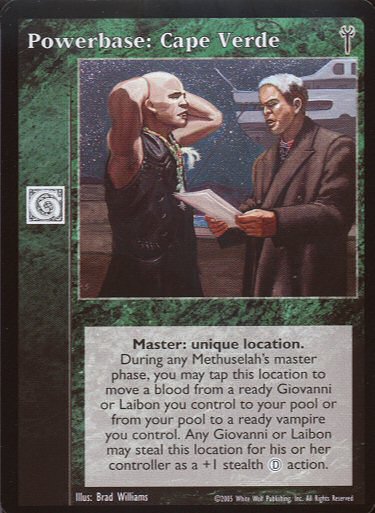 Powerbase: Cape Verde
Master: unique location.
During any Methuselah's master
phase, you may tap this location to
move a blood from a ready Giovanni
or Laibon you control to your pool or
from your pool to a ready vampire
you control. Any Giovanni or Laibon
may steal this location for his or her
controller as a +1 stealth Ⓓ action.
Illus: Brad Williams
©2005 White Wolf Publishing, Inc. All Rights Reserved